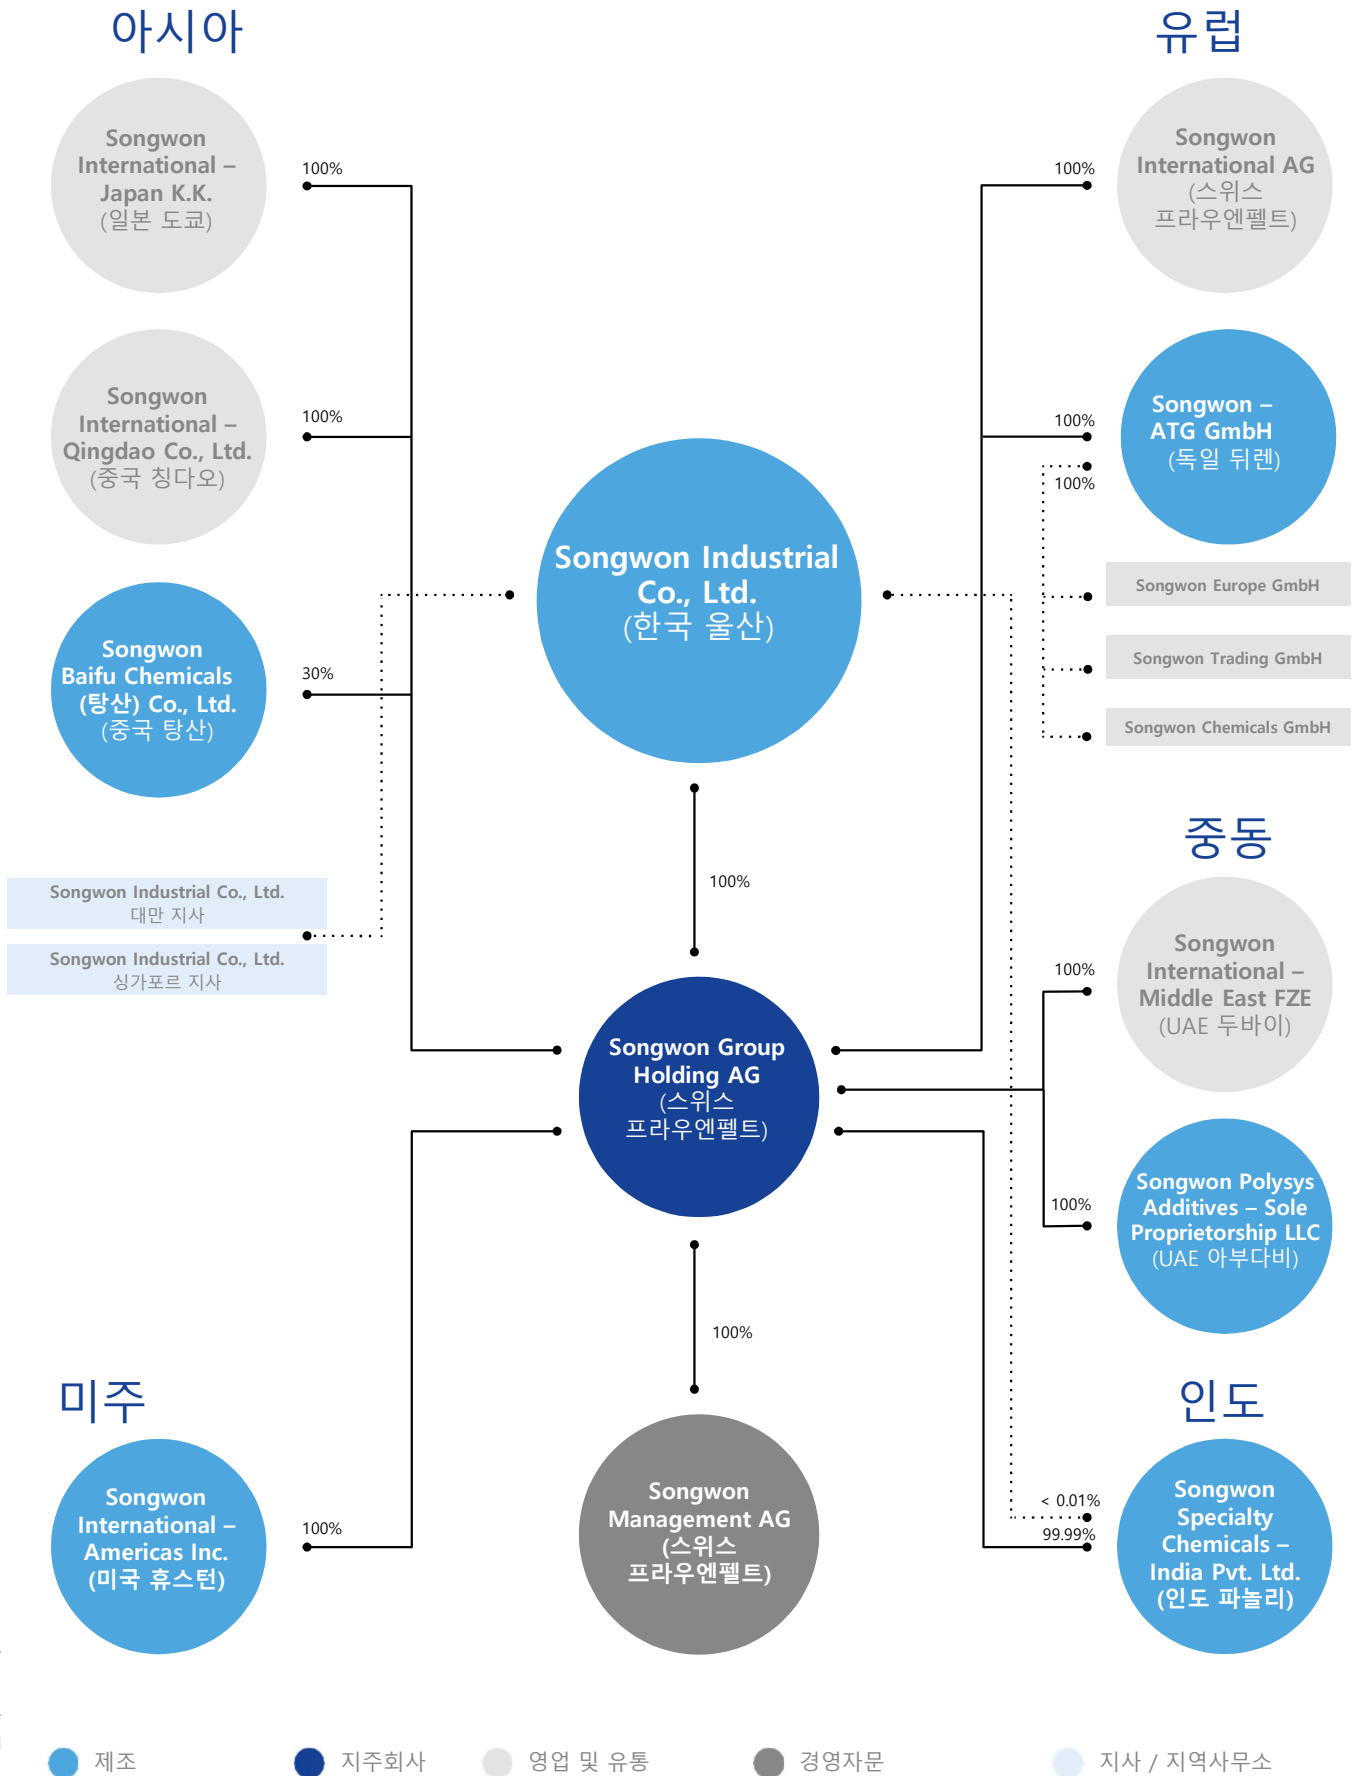 아시아
Songwon
International –
Japan K.K.
(일본 도쿄)
100%
Songwon
International –
Qingdao Co., Ltd.
(중국 칭다오)
100%
Songwon
Baifu Chemicals
(탕산) Co., Ltd.
(중국 탕산)
30%
Songwon Industrial Co., Ltd.
대만 지사
Songwon Industrial Co., Ltd.
싱가포르 지사
미주
Songwon
International –
Americas Inc.
(미국 휴스턴)
100%
Songwon Industrial
Co., Ltd.
(한국 울산)
100%
Songwon Group
Holding AG
(스위스
프라우엔펠트)
100%
Songwon
Management AG
(스위스
프라우엔펠트)
유럽
100%
Songwon
International AG
(스위스
프라우엔펠트)
100%
Songwon –
ATG GmbH
(독일 뒤렌)
100%
Songwon Europe GmbH
Songwon Trading GmbH
Songwon Chemicals GmbH
중동
100%
Songwon
International –
Middle East FZE
(UAE 두바이)
100%
Songwon Polysys
Additives – Sole
Proprietorship LLC
(UAE 아부다비)
인도
< 0.01%
99.99%
Songwon
Specialty
Chemicals –
India Pvt. Ltd.
(인도 파놀리)
제조
지주회사
영업 및 유통
경영자문
지사 / 지역사무소